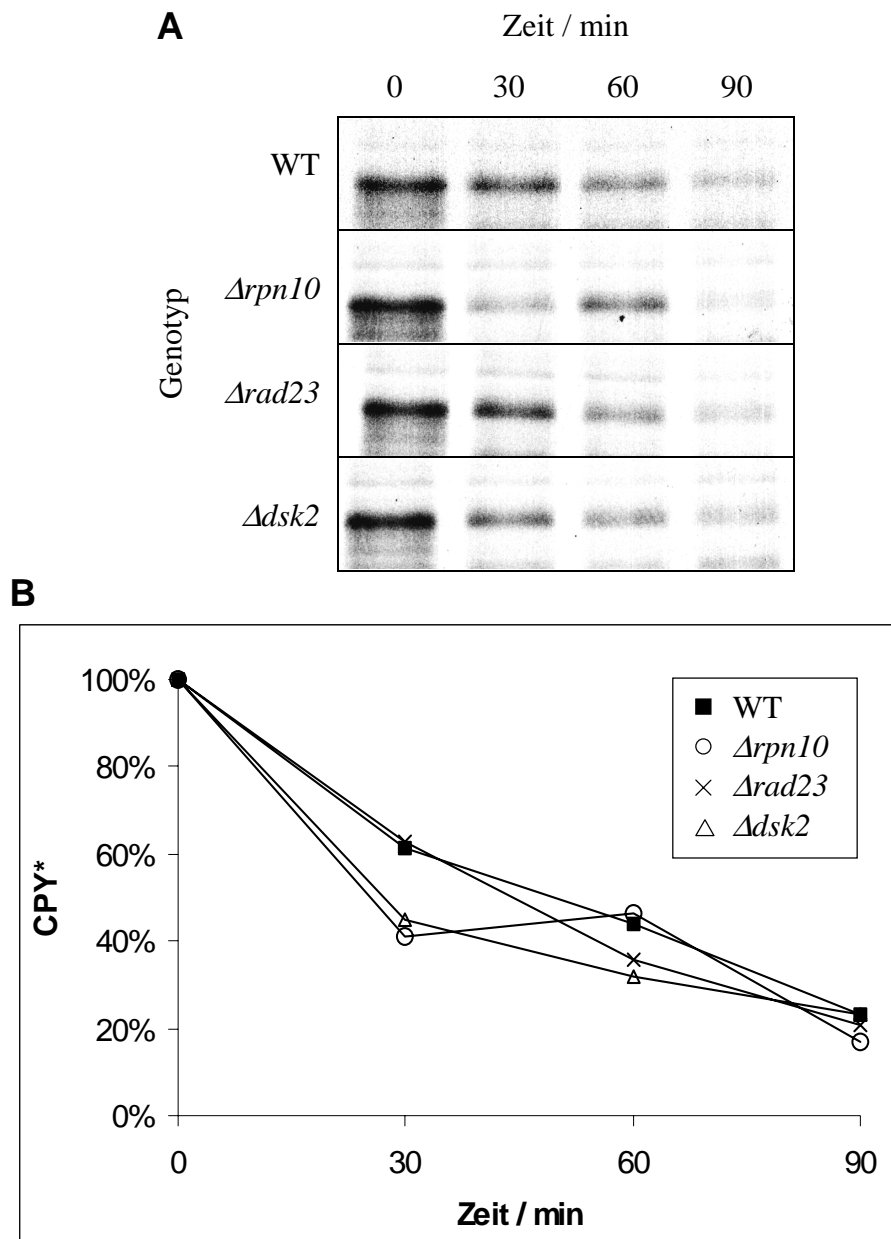 A
Zeit / min
0 30 60 90
Genotyp
WT
Δrpn10
Δrad23
Δdsk2
B
100%
80%
60%
40%
20%
0%
CPY*
WT
Δrpn10
Δrad23
Δdsk2
0 30 60 90
Zeit / min